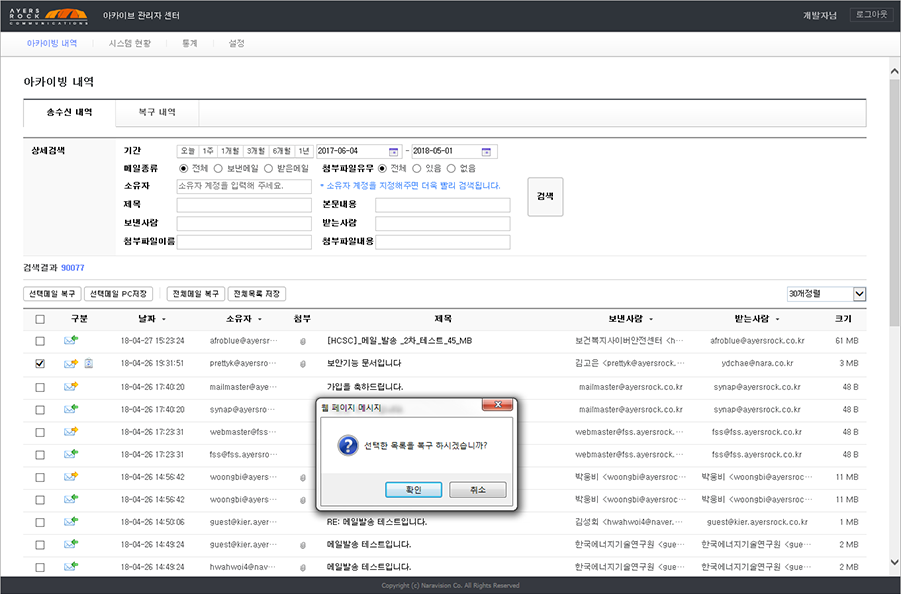 AYERS ROCK COMMUNICATIONS 아카이브 관리자 센터 개발자님 로그아웃
아카이빙 내역 시스템 현황 통계 설정
아카이빙 내역
송수신 내역 복구 내역
상세검색 기간 오늘 1주 1개월 3개월 6개월 1년 2017-06-04 - 2018-05-01
메일종류 전체 보낸메일 받은메일 첨부파일유무 전체 있음 없음
소유자 소유자 계정을 입력해 주세요. * 소유자 계정을 지정해주면 더욱 빨리 검색됩니다.
검색
제목 본문내용
보낸사람 받는사람
첨부파일이름 첨부파일내용
검색결과 90077
선택메일 복구 선택메일 PC저장 전체메일 복구 전체목록 저장 30개정렬
구분 날짜 소유자 첨부 제목 보낸사람 받는사람 크기
18-04-27 15:23:24 afroblue@ayersr··· [HCSC]_메일_발송 _2차_테스트_45_MB 보건복지사이버안전센터 <h··· afroblue@ayersrock.co.kr 61 MB
18-04-26 19:31:51 prettyk@ayersro··· 보안기능 문서입니다 김고은 <prettyk@ayersrock.··· ydchae@nara.co.kr 3 MB
18-04-26 17:40:20 mailmaster@aye··· 가입을 축하드립니다. mailmaster@ayersrock.co.kr synap@ayersrock.co.kr 48 B
18-04-26 17:40:20 synap@ayersro··· mailmaster@ayersrock.co.kr synap@ayersrock.co.kr 48 B
18-04-26 17:23:31 webmaster@fss··· webmaster@fss.ayersrock.··· fss@fss.ayersrock.co.kr 48 B
18-04-26 17:23:31 fss@fss.ayersro··· webmaster@fss.ayersrock.··· fss@fss.ayersrock.co.kr 48 B
18-04-26 14:56:42 woongbi@ayers··· 박웅비 <woongbi@ayersroc··· 박웅비 <woongbi@ayersroc··· 11 MB
18-04-26 14:56:42 woongbi@ayers··· 박웅비 <woongbi@ayersroc··· 박웅비 <woongbi@ayersroc··· 11 MB
18-04-26 14:50:06 guest@kier.ayer··· RE: 메일발송 테스트입니다. 김성회 <hwahwoi4@naver.··· guest@kier.ayersrock.co.kr 1 MB
18-04-26 14:49:24 guest@kier.ayer··· 메일발송 테스트입니다. 한국에너지기술연구원 <gue··· 한국에너지기술연구원 <gue··· 2 MB
18-04-26 14:49:24 hwahwoi4@nav··· 메일발송 테스트입니다. 한국에너지기술연구원 <gue··· 한국에너지기술연구원 <gue··· 2 MB
웹 페이지 메시지
선택한 목록을 복구 하시겠습니까?
확인 취소
Copyright (c) Naravision Co. All Rights Reserved